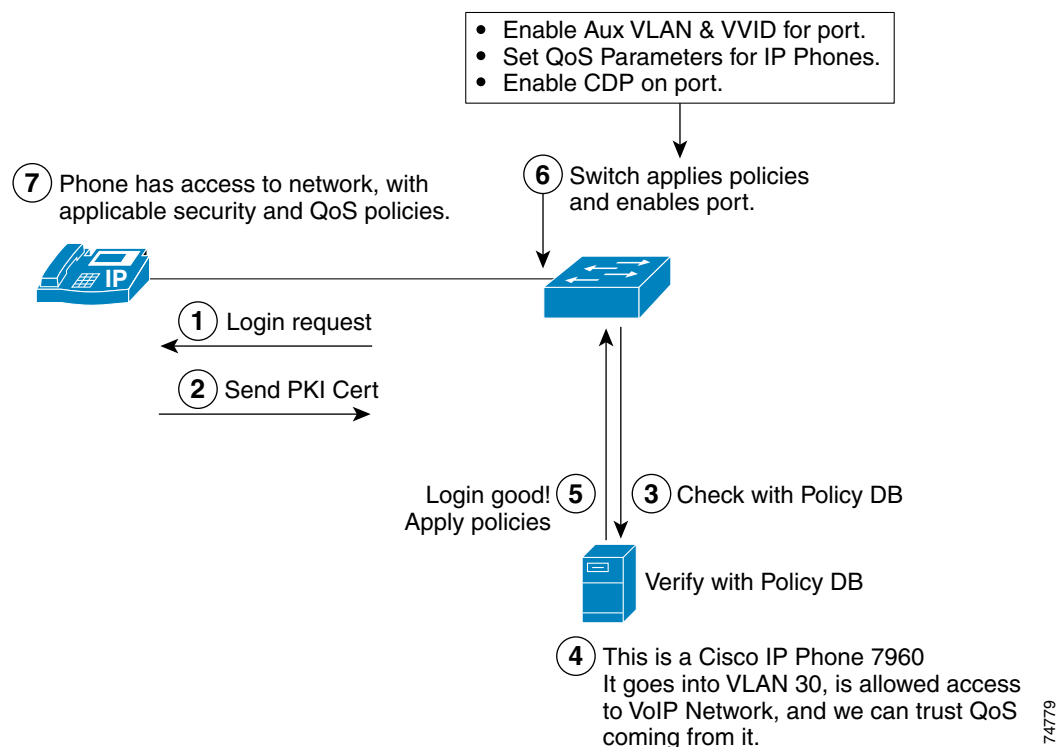 • Enable Aux VLAN & VVID for port.
• Set QoS Parameters for IP Phones.
• Enable CDP on port.
7 Phone has access to network, with
applicable security and QoS policies.
6 Switch applies policies
and enables port.
IP
1 Login request
2 Send PKI Cert
Login good! 5
Apply policies
3 Check with Policy DB
Verify with Policy DB
4 This is a Cisco IP Phone 7960
It goes into VLAN 30, is allowed access
to VoIP Network, and we can trust QoS
coming from it.
74779